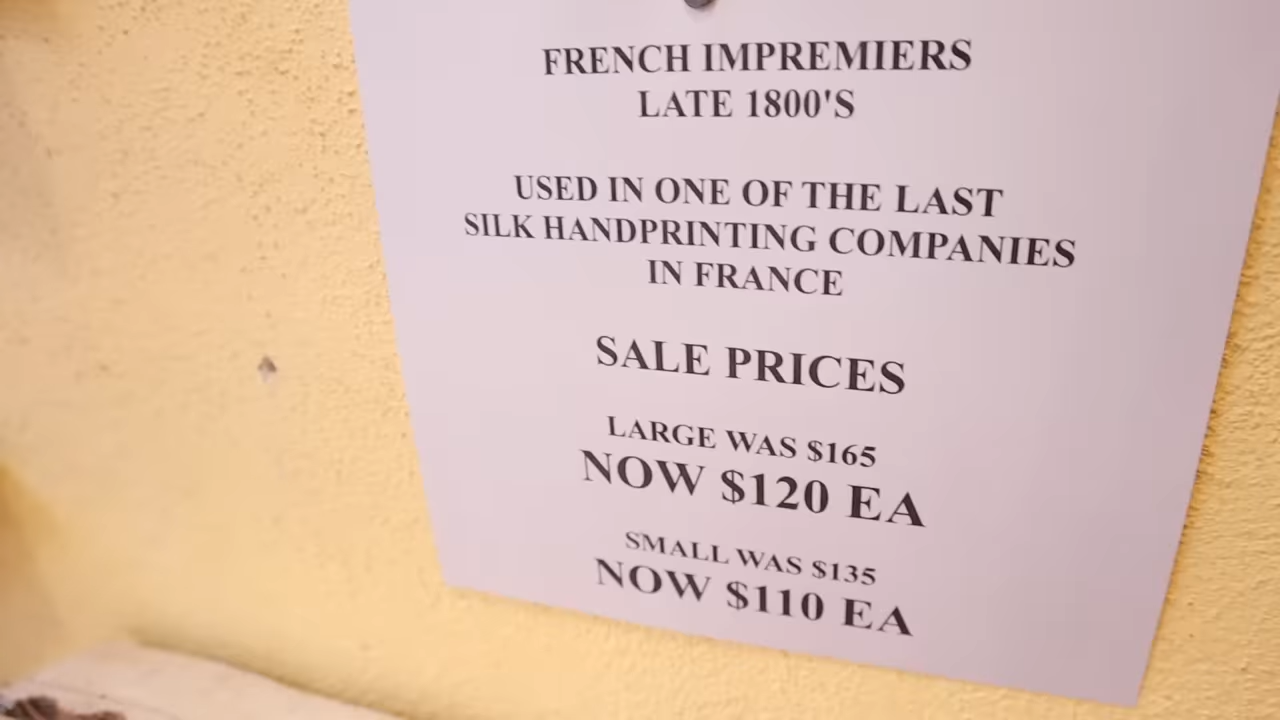 FRENCH IMPREMIERS
LATE 1800'S
USED IN ONE OF THE LAST
SILK HANDPRINTING COMPANIES
IN FRANCE
SALE PRICES
LARGE WAS $165
NOW $120 EA
SMALL WAS $135
NOW $110 EA